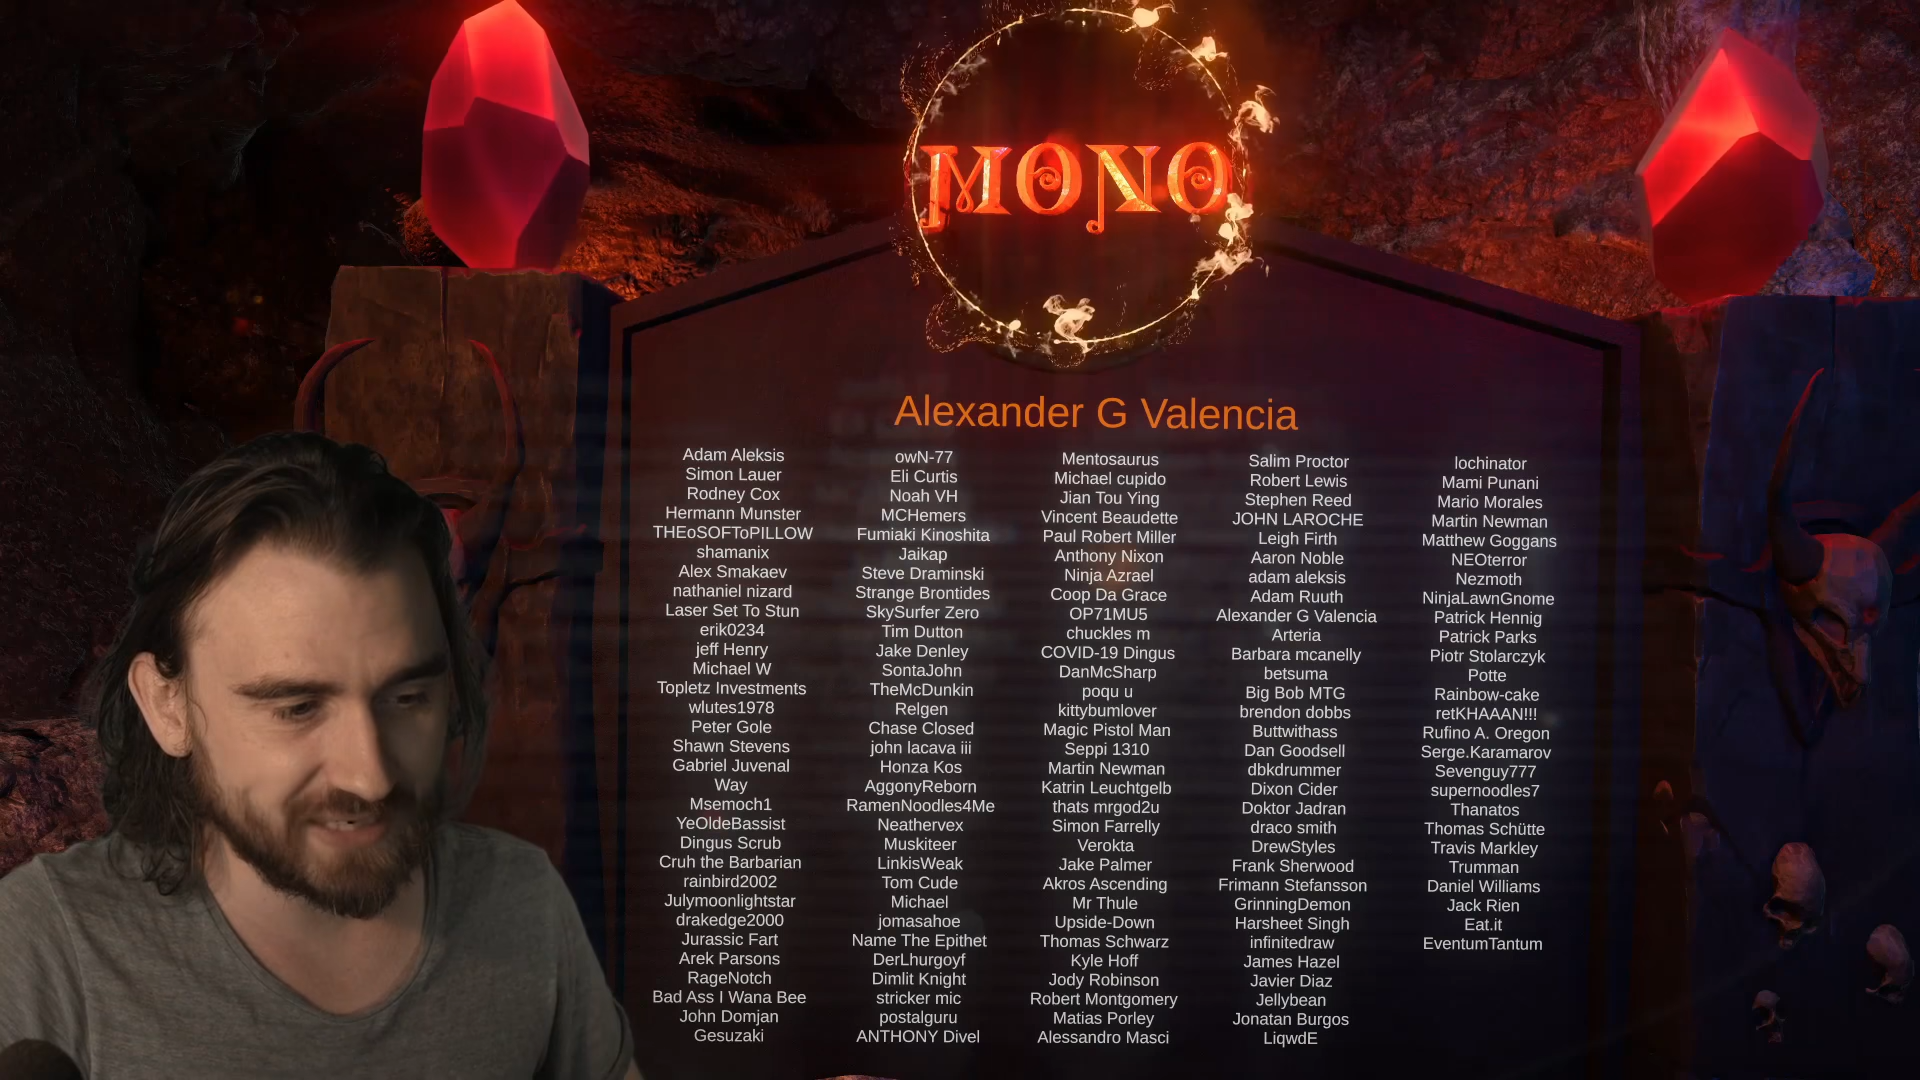 MONO
Alexander G Valencia
Adam Aleksis
Simon Lauer
Rodney Cox
Hermann Munster
THEoSOFToPILLOW
shamanix
Alex Smakaev
nathaniel nizard
Laser Set To Stun
erik0234
jeff Henry
Michael W
Topletz Investments
wlutes1978
Peter Gole
Shawn Stevens
Gabriel Juvenal
Way
Msemoch1
YeOldeBassist
Dingus Scrub
Cruh the Barbarian
rainbird2002
Julymoonlightstar
drakedge2000
Jurassic Fart
Arek Parsons
RageNotch
Bad Ass I Wana Bee
John Domjan
Gesuzaki
owN-77
Eli Curtis
Noah VH
MCHemers
Fumiaki Kinoshita
Jaikap
Steve Draminski
Strange Brontides
SkySurfer Zero
Tim Dutton
Jake Denley
SontaJohn
TheMcDunkin
Relgen
Chase Closed
john lacava iii
Honza Kos
AggonyReborn
RamenNoodles4Me
Neathervex
Muskiteer
LinkisWeak
Tom Cude
Michael
jomasahoe
Name The Epithet
DerLhurgoyf
Dimlit Knight
stricker mic
postalguru
ANTHONY Divel
Mentosaurus
Michael cupido
Jian Tou Ying
Vincent Beaudette
Paul Robert Miller
Anthony Nixon
Ninja Azrael
Coop Da Grace
OP71MU5
chuckles m
COVID-19 Dingus
DanMcSharp
poqu u
kittybumlover
Magic Pistol Man
Seppi 1310
Martin Newman
Katrin Leuchtgelb
thats mrgod2u
Simon Farrelly
Verokta
Jake Palmer
Akros Ascending
Mr Thule
Upside-Down
Thomas Schwarz
Kyle Hoff
Jody Robinson
Robert Montgomery
Matias Porley
Alessandro Masci
Salim Proctor
Robert Lewis
Stephen Reed
JOHN LAROCHE
Leigh Firth
Aaron Noble
adam aleksis
Adam Ruuth
Alexander G Valencia
Arteria
Barbara mcanelly
betsuma
Big Bob MTG
brendon dobbs
Buttwithass
Dan Goodsell
dbkdrummer
Dixon Cider
Doktor Jadran
draco smith
DrewStyles
Frank Sherwood
Frimann Stefansson
GrinningDemon
Harsheet Singh
infinitedraw
James Hazel
Javier Diaz
Jellybean
Jonatan Burgos
LiqwdE
lochinator
Mami Punani
Mario Morales
Martin Newman
Matthew Goggans
NEOterror
Nezmoth
NinjaLawnGnome
Patrick Hennig
Patrick Parks
Piotr Stolarczyk
Potte
Rainbow-cake
retKHAAAN!!!
Rufino A. Oregon
Serge.Karamarov
Sevenguy777
supernoodles7
Thanatos
Thomas Schütte
Travis Markley
Trumman
Daniel Williams
Jack Rien
Eat.it
EventumTantum